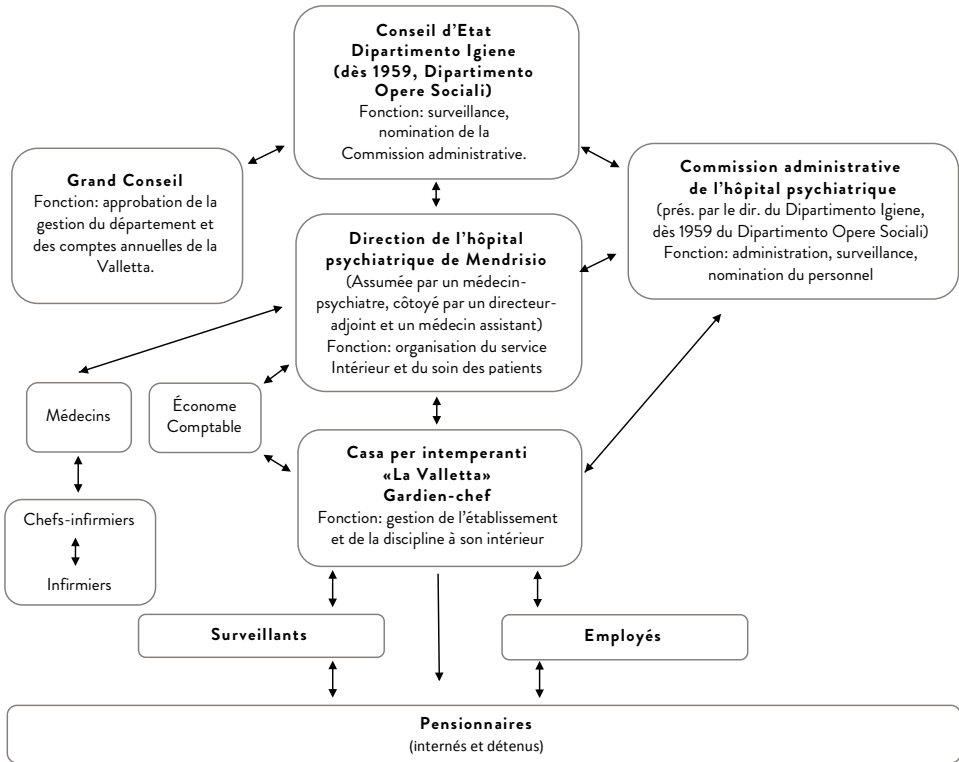 Conseil d'Etat
Dipartimento Igiene
(dès 1959, Dipartimento
Opere Sociali)
Fonction: surveillance,
nomination de la
Commission administrative.
Grand Conseil
Fonction: approbation de la
gestion du département et
des comptes annuelles de la
Valletta.
Commission administrative
de l'hôpital psychiatrique
(prés. par le dir. du Dipartimento Igiene,
dès 1959 du Dipartimento Opere Sociali)
Fonction: administration, surveillance,
nomination du personnel
Direction de l'hôpital
psychiatrique de Mendrisio
(Assumée par un médecin-
psychiatre, côtoyé par un directeur-
adjoint et un médecin assistant)
Fonction: organisation du service
Intérieur et du soin des patients
Médecins
Économe
Comptable
Casa per intemperanti
«La Valletta»
Gardien-chef
Fonction: gestion de l'établissement
et de la discipline à son intérieur
Chefs-infirmiers
Infirmiers
Surveillants
Employés
Pensionnaires
(internés et détenus)